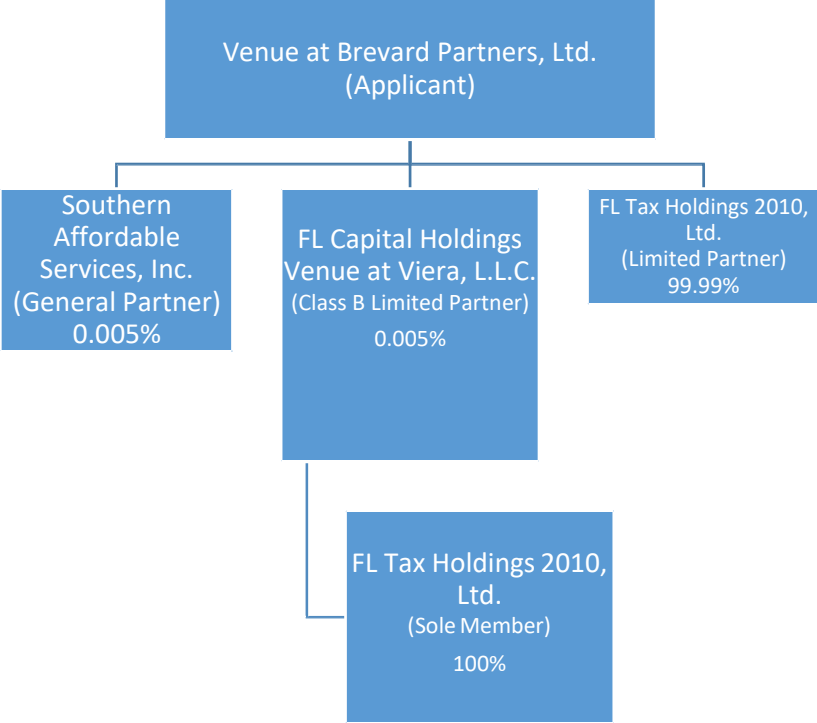 Venue at Brevard Partners, Ltd.
(Applicant)
Southern
Affordable
Services, Inc.
(General Partner)
0.005%
FL Capital Holdings
Venue at Viera, L.L.C.
(Class B Limited Partner)
0.005%
FL Tax Holdings 2010,
Ltd.
(Limited Partner)
99.99%
FL Tax Holdings 2010,
Ltd.
(Sole Member)
100%